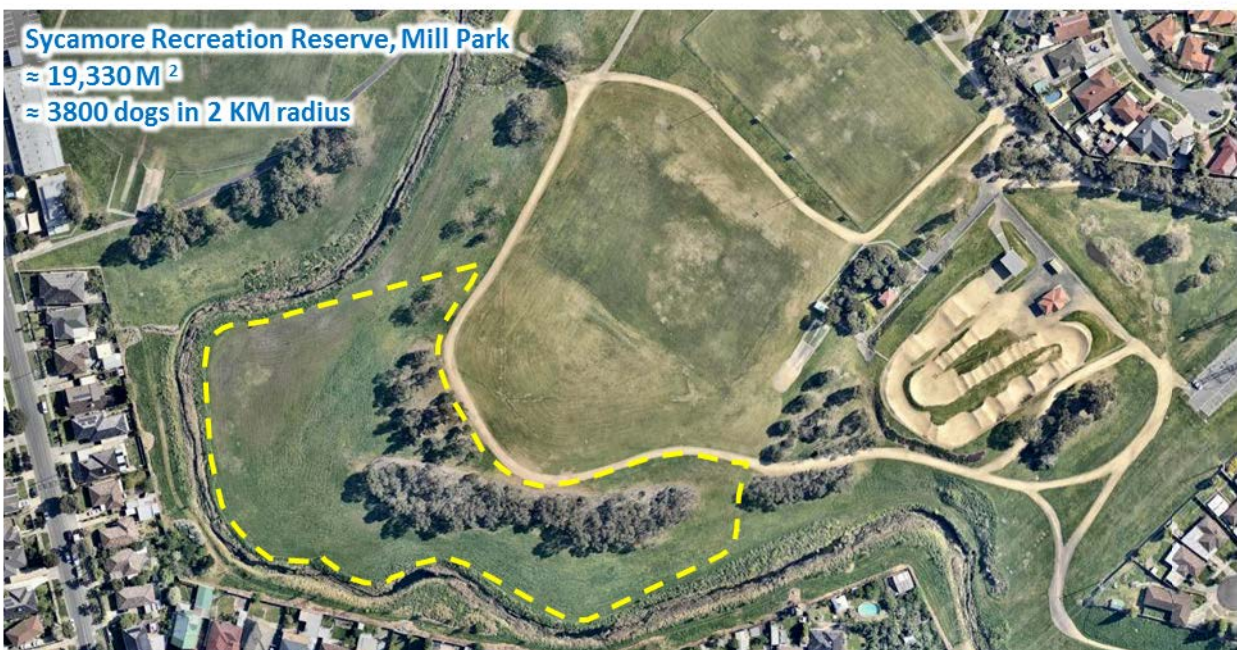 Sycamore Recreation Reserve, Mill Park
≈ 19,330 M ²
≈ 3800 dogs in 2 KM radius